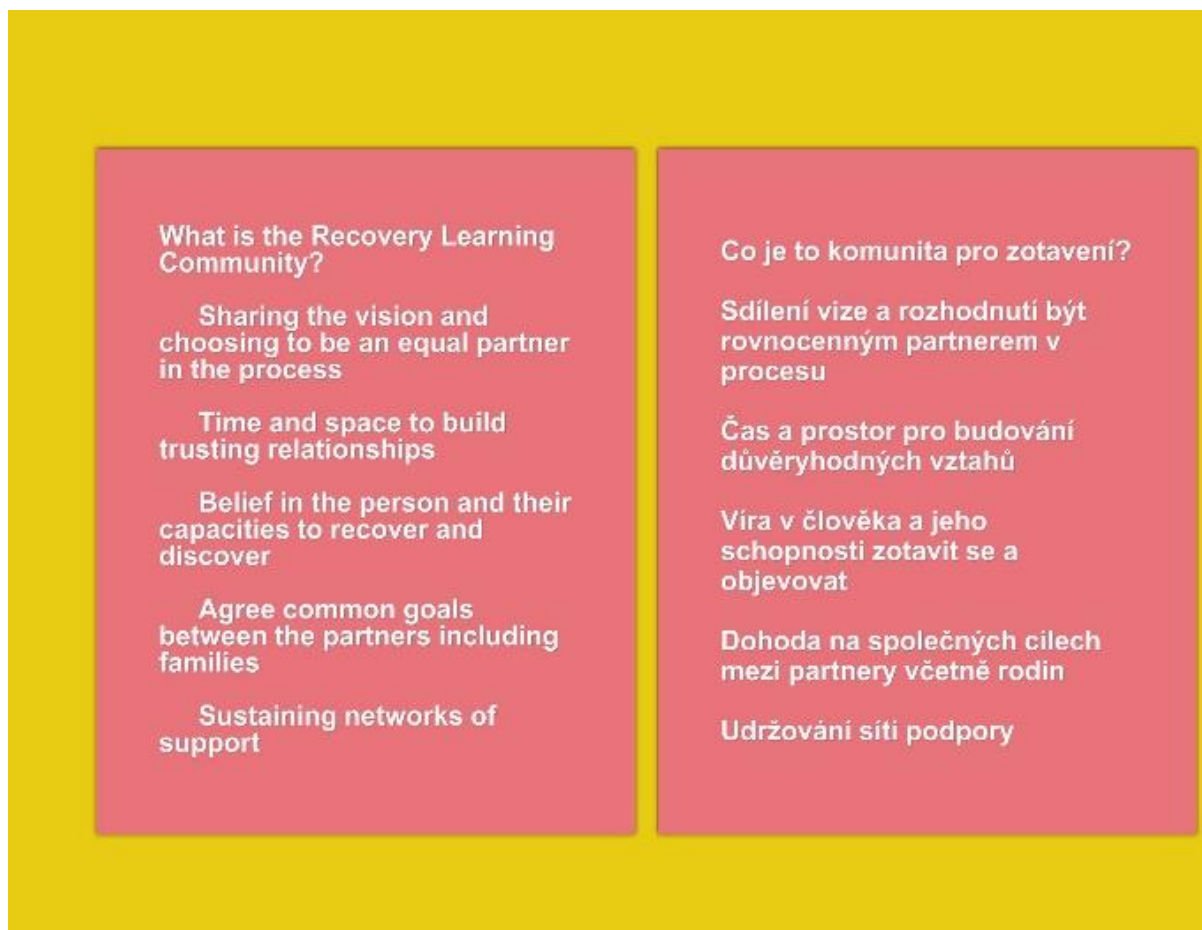 What is the Recovery Learning
Community?
Sharing the vision and
choosing to be an equal partner
in the process
Time and space to build
trusting relationships
Belief in the person and their
capacities to recover and
discover
Agree common goals
between the partners including
families
Sustaining networks of
support
Co je to komunita pro zotavení?
Sdílení vize a rozhodnutí být
rovnocenným partnerem v
procesu
Čas a prostor pro budování
důvěryhodných vztahů
Víra v člověka a jeho
schopnosti zotavit se a
objevovat
Dohoda na společných cílech
mezi partnery včetně rodin
Udržování sítí podpory